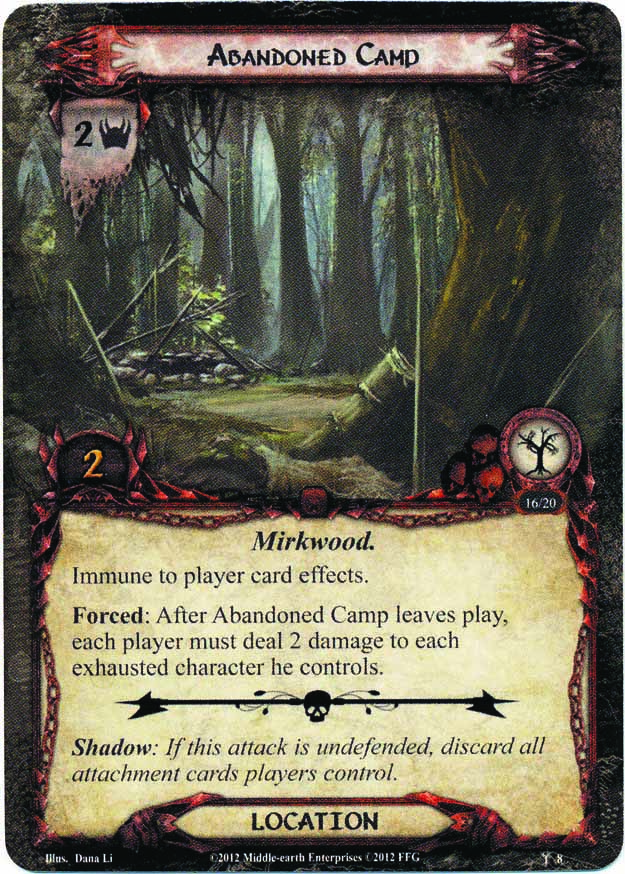 Abandoned Camp
2
2
16/20
Mirkwood.
Immune to player card effects.
Forced: After Abandoned Camp leaves play,
each player must deal 2 damage to each
exhausted character he controls.
Shadow: If this attack is undefended, discard all
attachment cards players control.
LOCATION
Illus. Dana Li ©2012 Middle-earth Enterprises ©2012 FFG 8